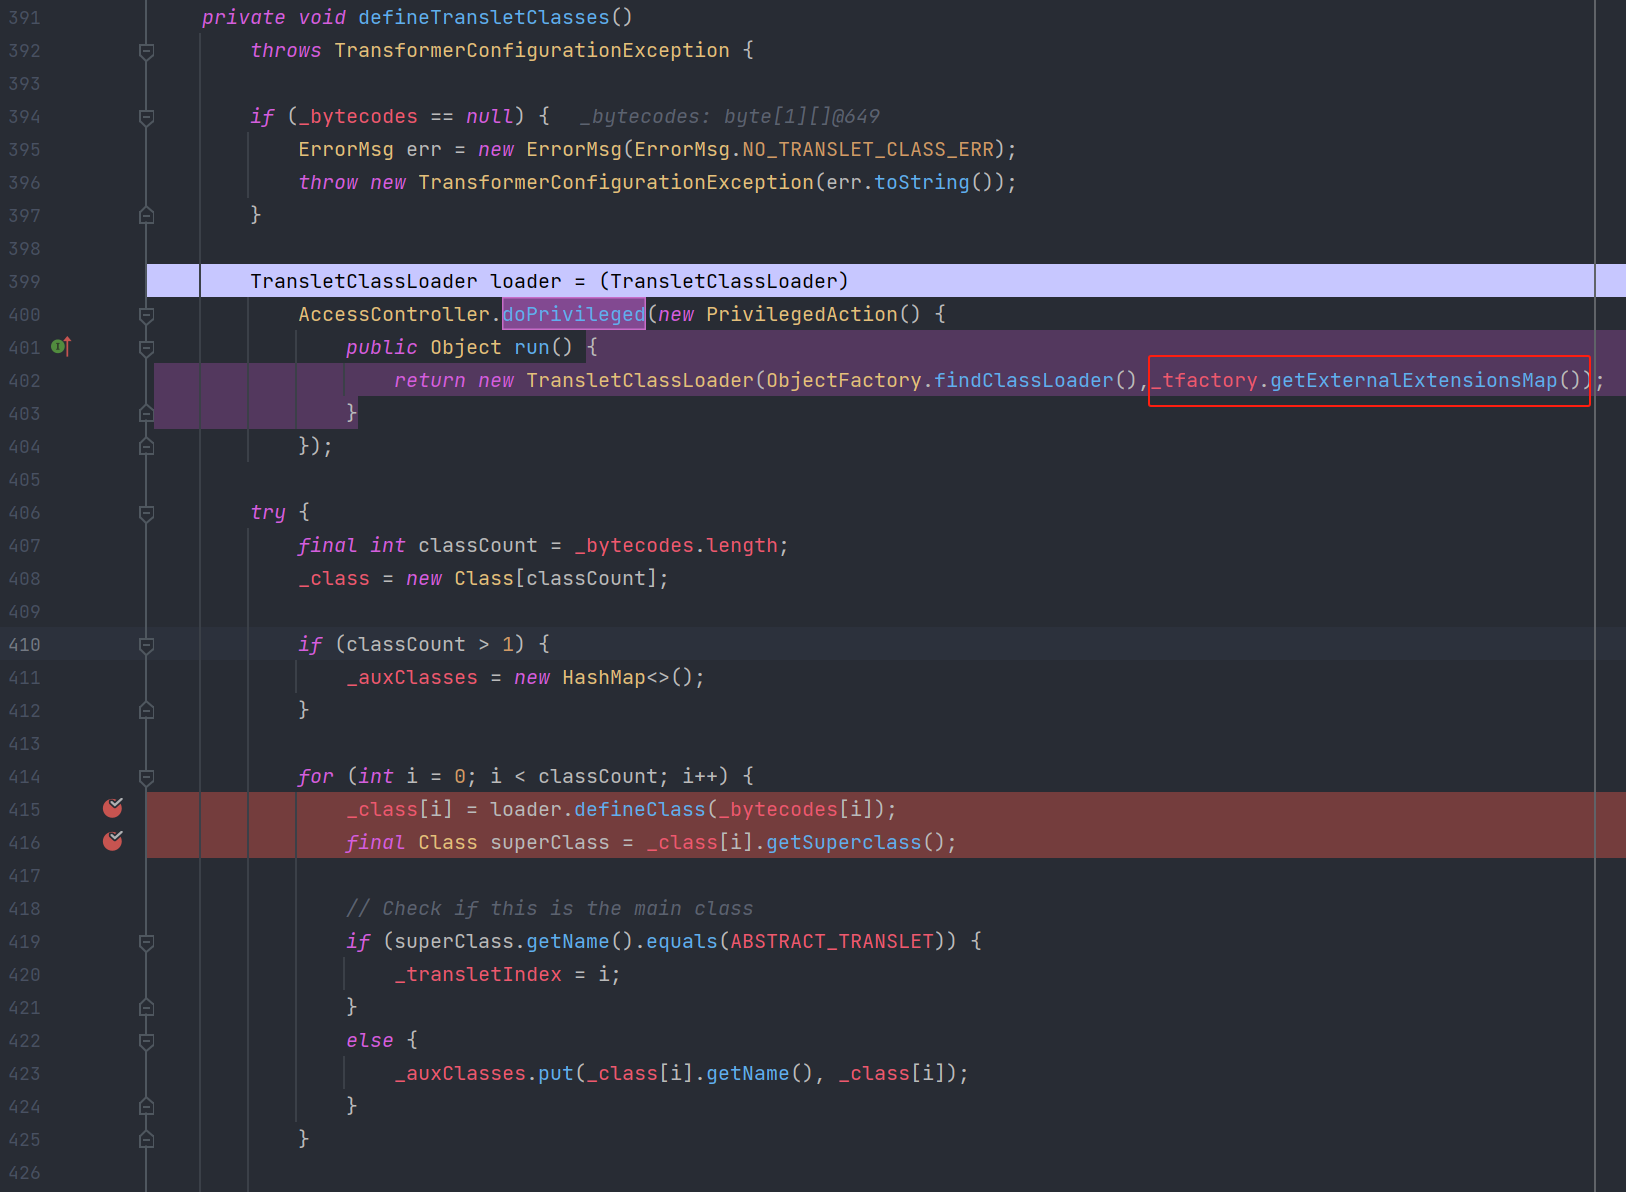 391 private void defineTransletClasses()
392 throws TransformerConfigurationException {
393
394 if (_bytecodes == null) { _bytecodes: byte[1][]@649
395 ErrorMsg err = new ErrorMsg(ErrorMsg.NO_TRANSLET_CLASS_ERR);
396 throw new TransformerConfigurationException(err.toString());
397 }
398
399 TransletClassLoader loader = (TransletClassLoader)
400 AccessController.doPrivileged(new PrivilegedAction() {
401 public Object run() {
402 return new TransletClassLoader(ObjectFactory.findClassLoader(),_tfactory.getExternalExtensionsMap());
403 }
404 });
405
406 try {
407 final int classCount = _bytecodes.length;
408 _class = new Class[classCount];
409
410 if (classCount > 1) {
411 _auxClasses = new HashMap<>();
412 }
413
414 for (int i = 0; i < classCount; i++) {
415 _class[i] = loader.defineClass(_bytecodes[i]);
416 final Class superClass = _class[i].getSuperclass();
417
418 // Check if this is the main class
419 if (superClass.getName().equals(ABSTRACT_TRANSLET)) {
420 _transletIndex = i;
421 }
422 else {
423 _auxClasses.put(_class[i].getName(), _class[i]);
424 }
425 }
426